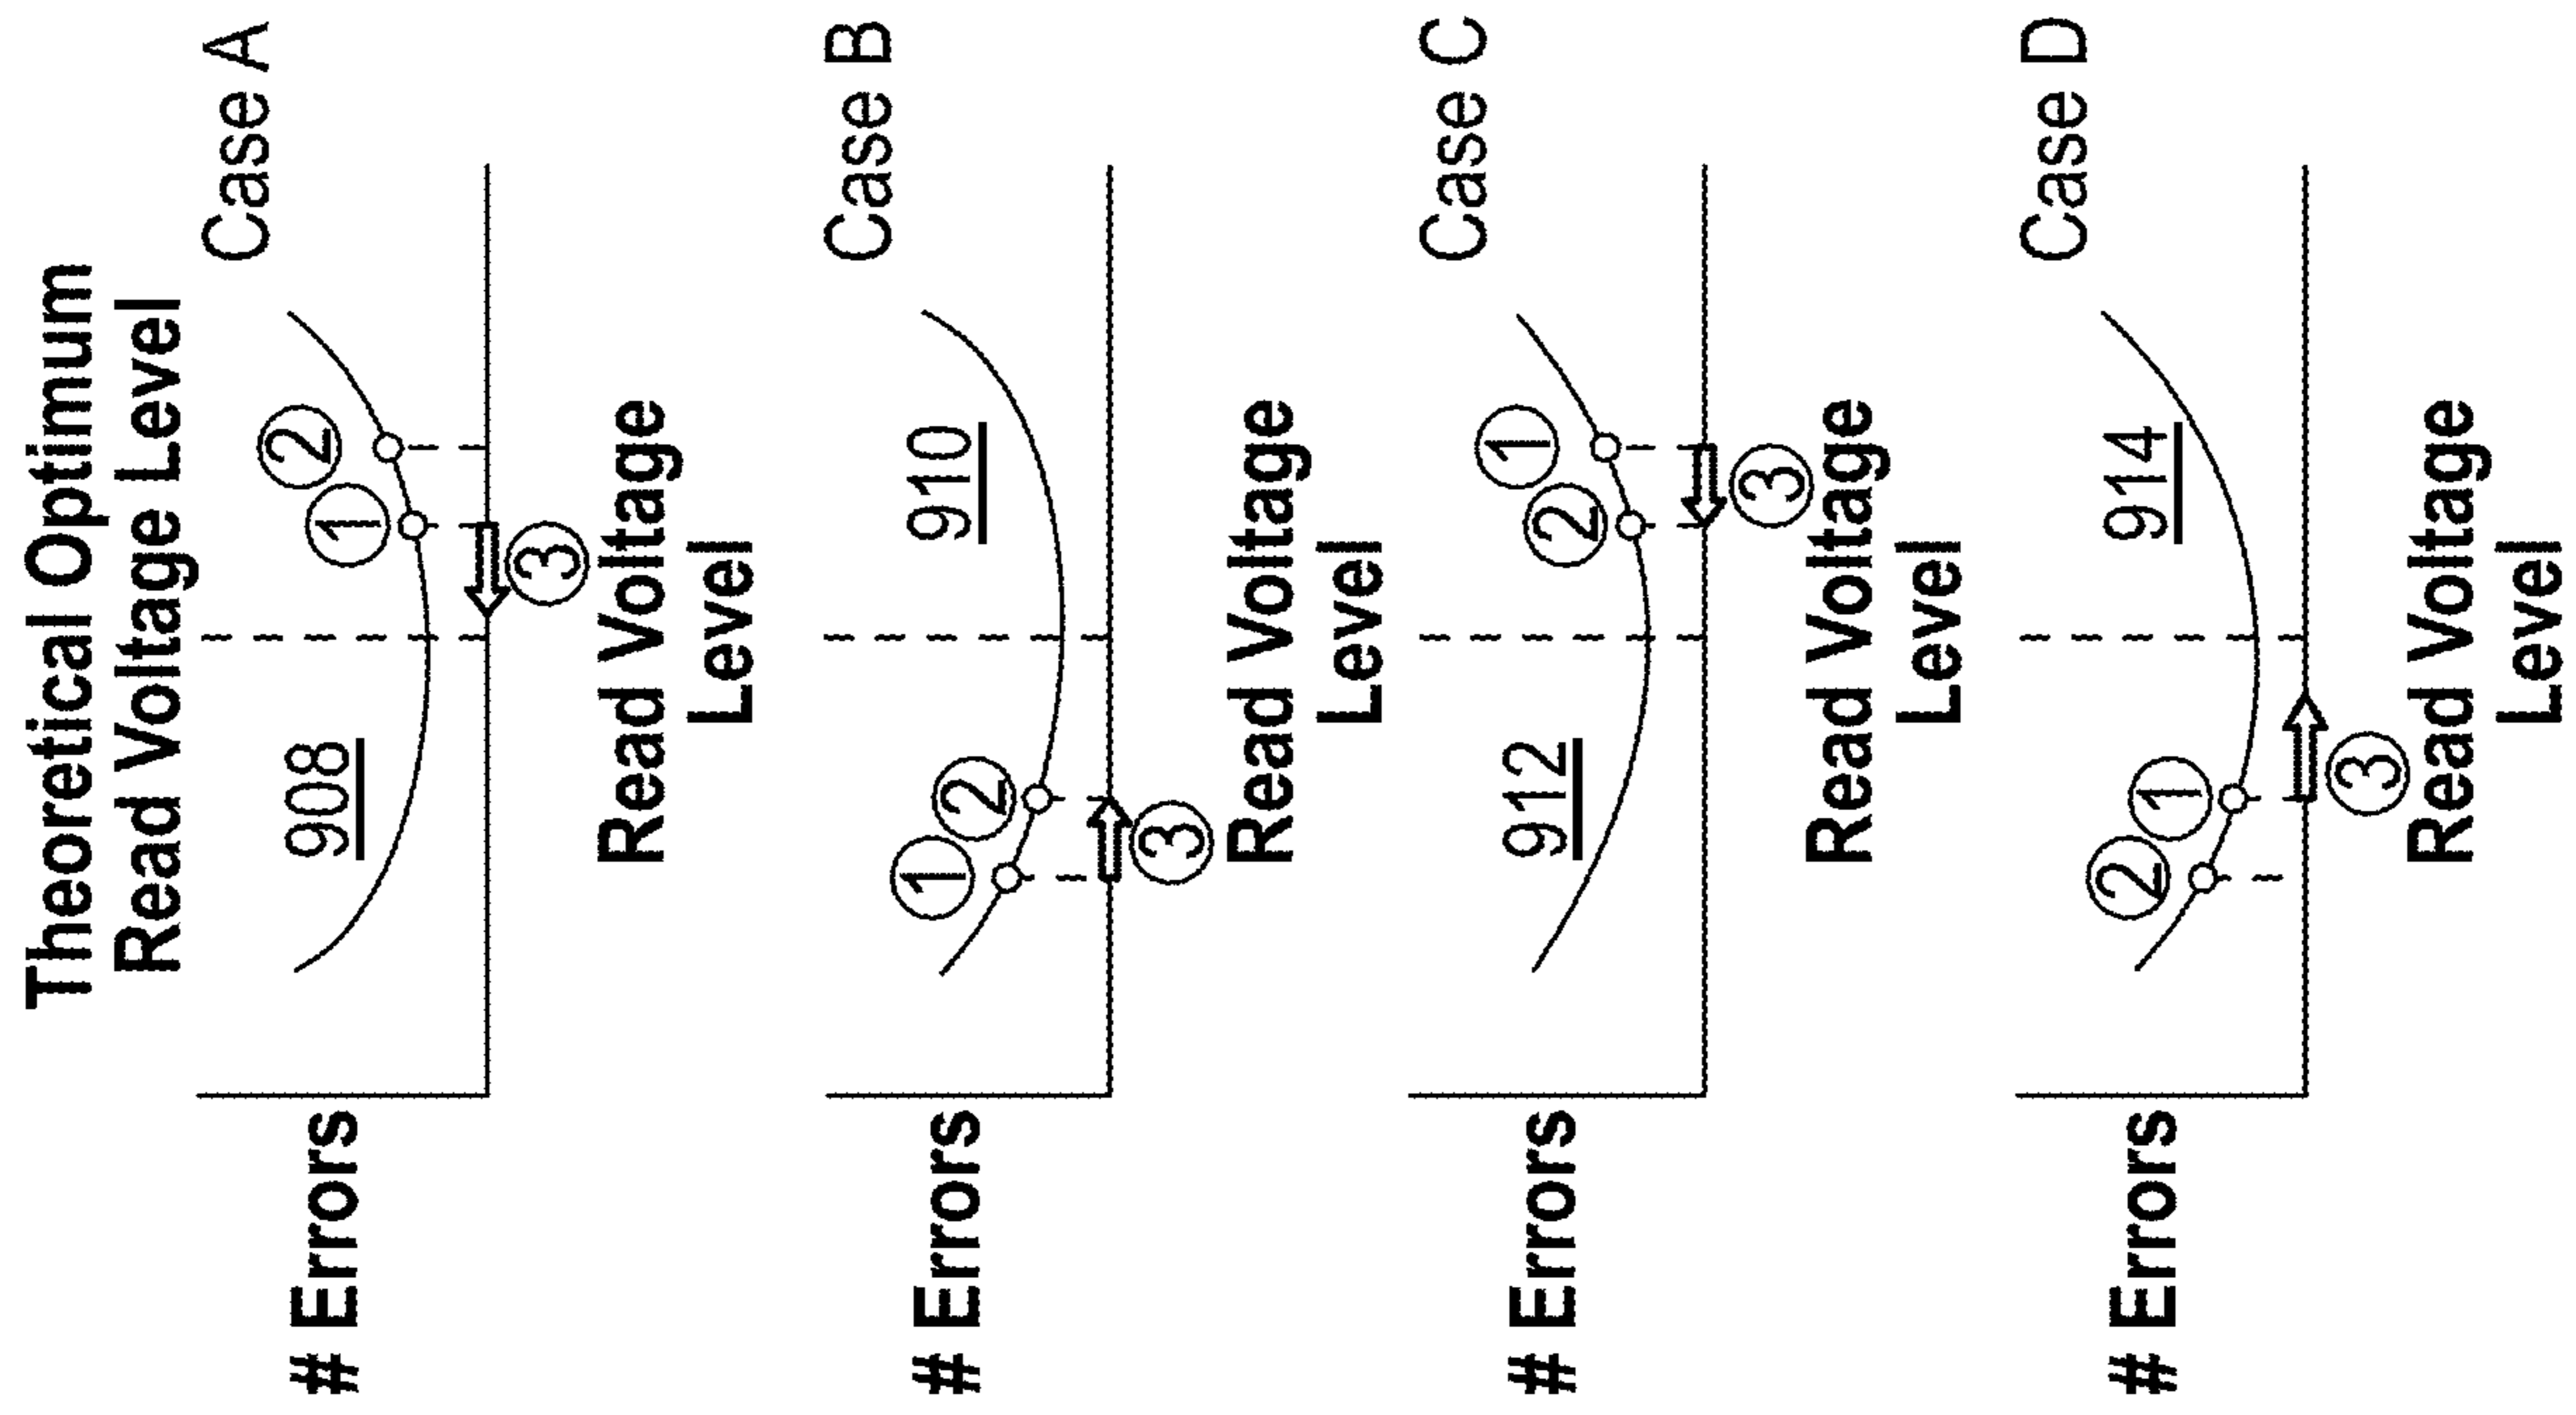 Theoretical Optimum
Read Voltage Level
Case A
# Errors
908
1
2
3
Read Voltage
Level
Case B
# Errors
910
1
2
3
Read Voltage
Level
Case C
# Errors
912
2
1
3
Read Voltage
Level
Case D
# Errors
914
2
1
3
Read Voltage
Level